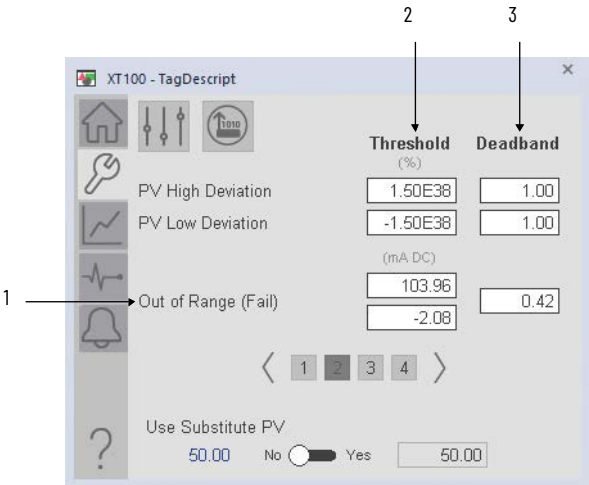 2 3
XT100 - TagDescript ×
1010
Threshold Deadband
(%)
PV High Deviation 1.50E38 1.00
PV Low Deviation -1.50E38 1.00
(mA DC)
103.96
1 Out of Range (Fail) 0.42
-2.08
1 2 3 4
?
Use Substitute PV
50.00 No Yes 50.00